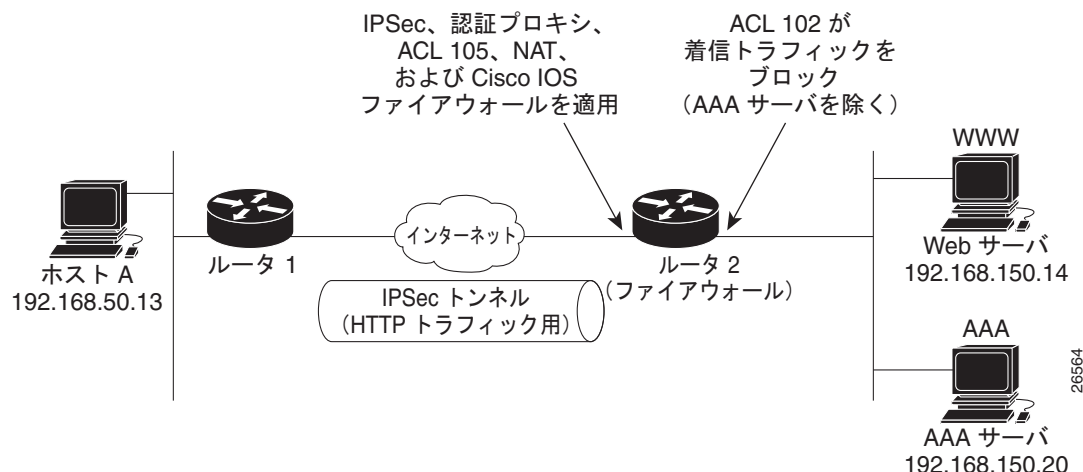 IPSec、認証プロキシ、
ACL 105、NAT、
および Cisco IOS
ファイアウォールを適用
ACL 102 が
着信トラフィックを
ブロック
（AAA サーバを除く）
WWW
インターネット
ホスト A
192.168.50.13
ルータ 1
ルータ 2
（ファイアウォール）
Web サーバ
192.168.150.14
IPSec トンネル
（HTTP トラフィック用）
AAA
AAA サーバ
192.168.150.20
26564